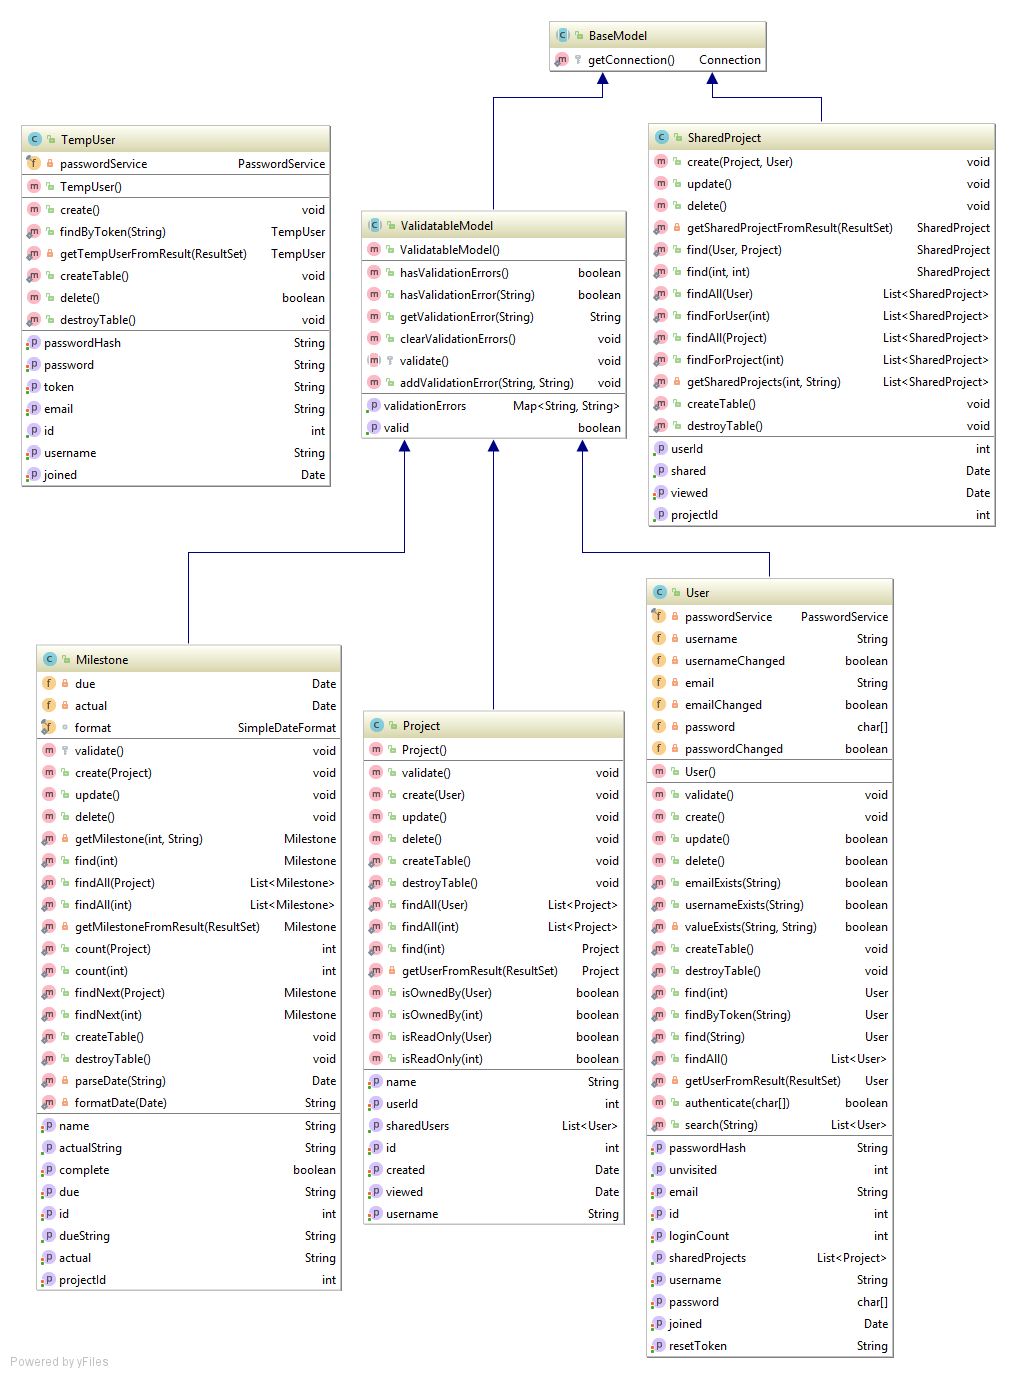 BaseModel
getConnection() Connection
TempUser
passwordService PasswordService
TempUser()
create() void
findByToken(String) TempUser
getTempUserFromResult(ResultSet) TempUser
createTable() void
delete() boolean
destroyTable() void
passwordHash String
password String
token String
email String
id int
username String
joined Date
ValidatableModel
ValidatableModel()
hasValidationErrors() boolean
hasValidationError(String) boolean
getValidationError(String) String
clearValidationErrors() void
validate() void
addValidationError(String, String) void
validationErrors Map<String, String>
valid boolean
SharedProject
create(Project, User) void
update() void
delete() void
getSharedProjectFromResult(ResultSet) SharedProject
find(User, Project) SharedProject
find(int, int) SharedProject
findAll(User) List<SharedProject>
findForUser(int) List<SharedProject>
findAll(Project) List<SharedProject>
findForProject(int) List<SharedProject>
getSharedProjects(int, String) List<SharedProject>
createTable() void
destroyTable() void
userId int
shared Date
viewed Date
projectId int
Milestone
due Date
actual Date
format SimpleDateFormat
validate() void
create(Project) void
update() void
delete() void
getMilestone(int, String) Milestone
find(int) Milestone
findAll(Project) List<Milestone>
findAll(int) List<Milestone>
getMilestoneFromResult(ResultSet) Milestone
count(Project) int
count(int) int
findNext(Project) Milestone
findNext(int) Milestone
createTable() void
destroyTable() void
parseDate(String) Date
formatDate(Date) String
name String
actualString String
complete boolean
due String
id int
dueString String
actual String
projectId int
Project
Project()
validate() void
create(User) void
update() void
delete() void
createTable() void
destroyTable() void
findAll(User) List<Project>
findAll(int) List<Project>
find(int) Project
getUserFromResult(ResultSet) Project
isOwnedBy(User) boolean
isOwnedBy(int) boolean
isReadOnly(User) boolean
isReadOnly(int) boolean
name String
userId int
sharedUsers List<User>
id int
created Date
viewed Date
username String
User
passwordService PasswordService
username String
usernameChanged boolean
email String
emailChanged boolean
password char[]
passwordChanged boolean
User()
validate() void
create() void
update() boolean
delete() boolean
emailExists(String) boolean
usernameExists(String) boolean
valueExists(String, String) boolean
createTable() void
destroyTable() void
find(int) User
findByToken(String) User
find(String) User
findAll() List<User>
getUserFromResult(ResultSet) User
authenticate(char[]) boolean
search(String) List<User>
passwordHash String
unvisited int
email String
id int
loginCount int
sharedProjects List<Project>
username String
password char[]
joined Date
resetToken String
Powered by yFiles